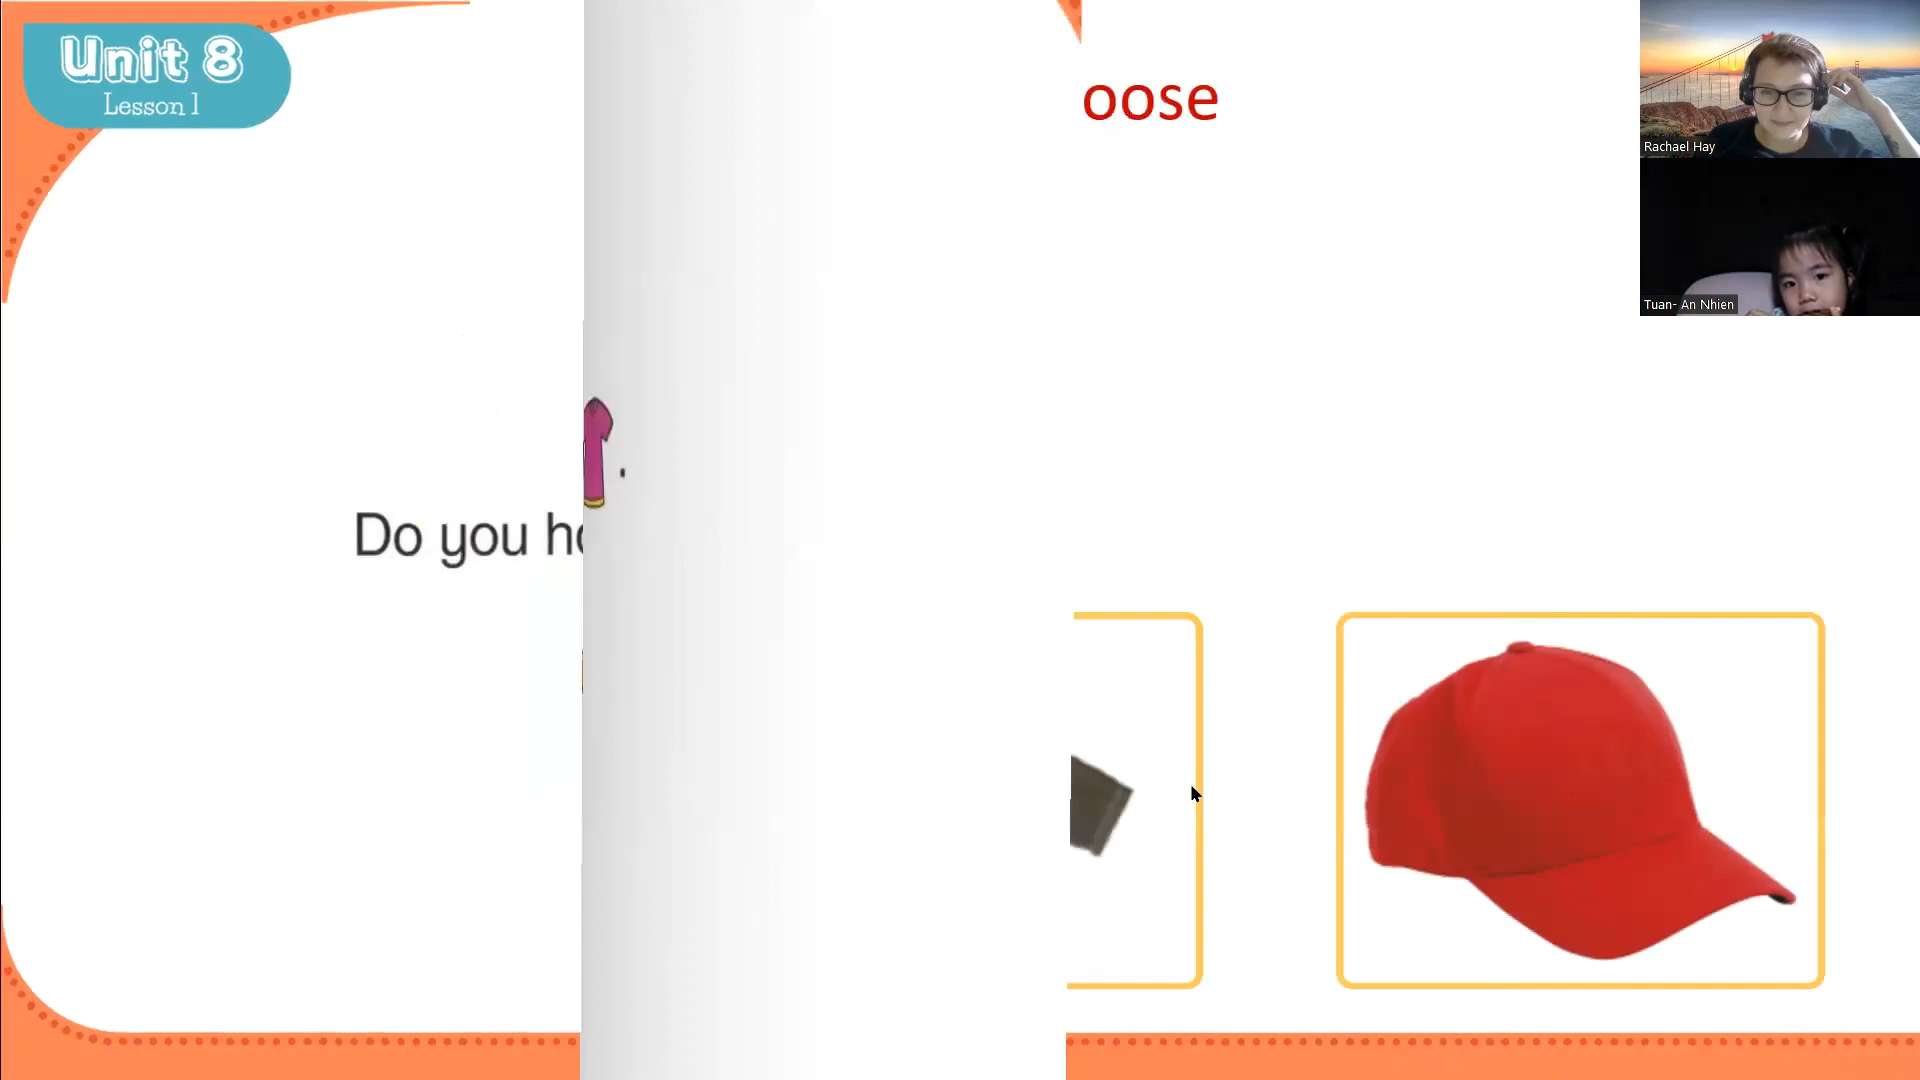 Unit 8
Lesson 1
oose
Do you
Rachael Hay
Tuan- An Nhien